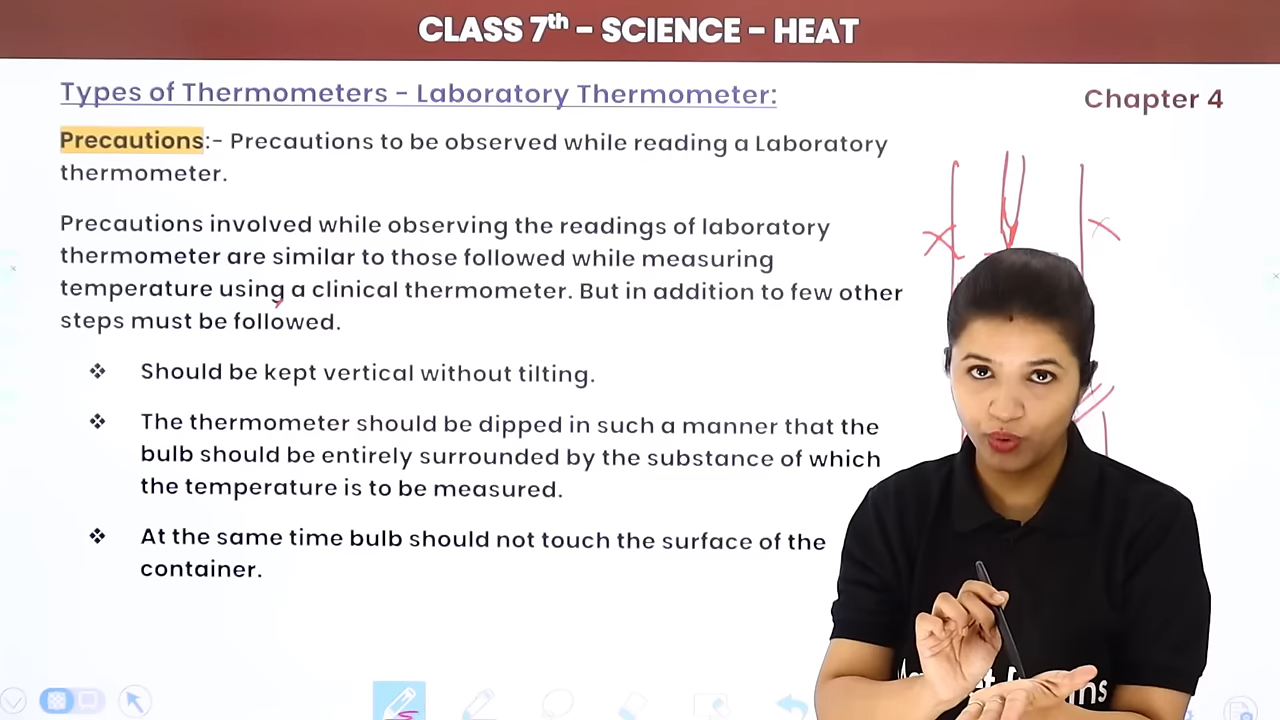 CLASS 7th - SCIENCE - HEAT
Types of Thermometers - Laboratory Thermometer:
Chapter 4
Precautions:- Precautions to be observed while reading a Laboratory
thermometer.
Precautions involved while observing the readings of laboratory
thermometer are similar to those followed while measuring
temperature using a clinical thermometer. But in addition to few other
steps must be followed.
❖ Should be kept vertical without tilting.
❖ The thermometer should be dipped in such a manner that the
bulb should be entirely surrounded by the substance of which
the temperature is to be measured.
❖ At the same time bulb should not touch the surface of the
container.